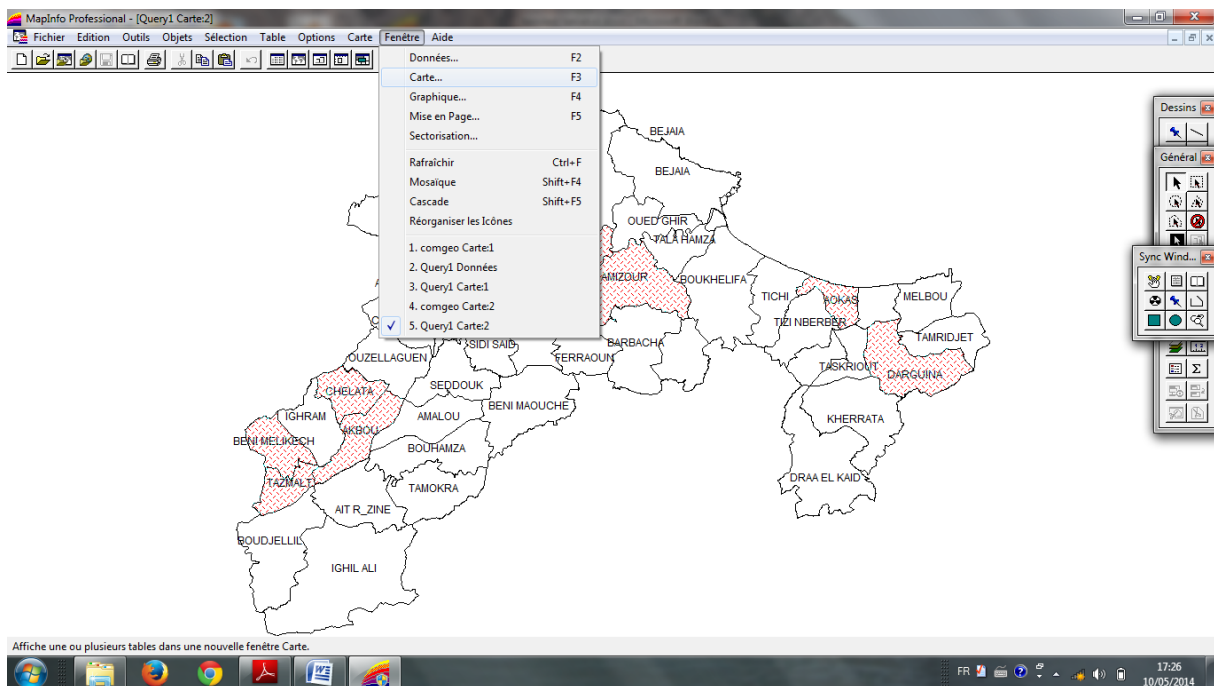 MapInfo Professional - [Query1 Carte:2]
Fichier Edition Outils Objets Sélection Table Options Carte Fenêtre Aide
Données... F2
Carte... F3
Graphique... F4
Mise en Page... F5
Sectorisation...
Rafraîchir Ctrl+F
Mosaïque Shift+F4
Cascade Shift+F5
Réorganiser les Icônes
1. comgeo Carte:1
2. Query1 Données
3. Query1 Carte:1
4. comgeo Carte:2
5. Query1 Carte:2
Dessins
Général
Sync Wind...
BEJAIA
BEJAIA
OUED GHIR
TALA HAMZA
AMIZOUR
BOUKHELIFA
TICHI
AOKAS
MELBOU
TIZI NBERBER
TAMRIDJET
BARBACHA
SIDI SAID
FERRAOUN
OUZELLAGUEN
TASKRIOUT
DARGUINA
CHELATA
SEDDOUK
BENI MAOUCHE
IGHRAM
AMALOU
KHERRATA
AKBOU
BENI MELIKECH
BOUHAMZA
DRAA EL KAID
TAZMALT
TAMOKRA
AIT R_ZINE
BOUDJELLIL
IGHIL ALI
Affiche une ou plusieurs tables dans une nouvelle fenêtre Carte.
FR
17:26
10/05/2014